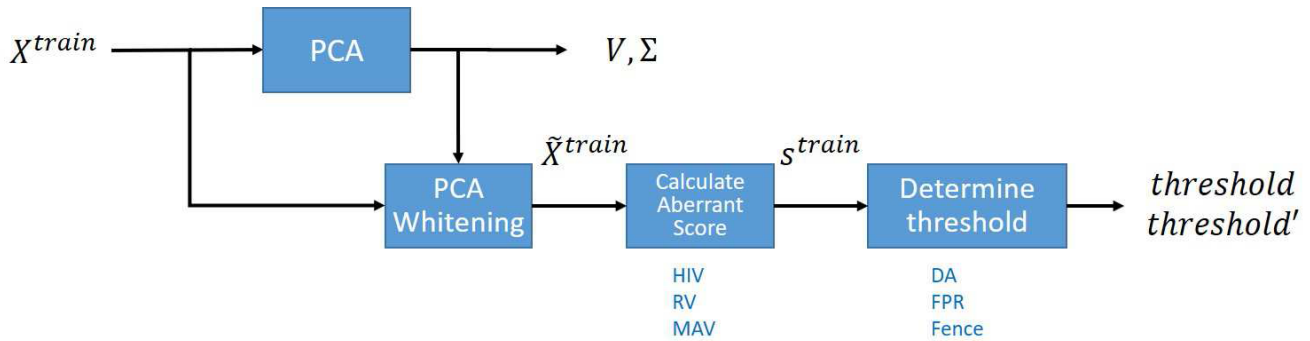 X^{train}
PCA
V, Σ
PCA
Whitening
X̃^{train}
Calculate
Aberrant
Score
s^{train}
Determine
threshold
threshold
threshold′
HIV
RV
MAV
DA
FPR
Fence